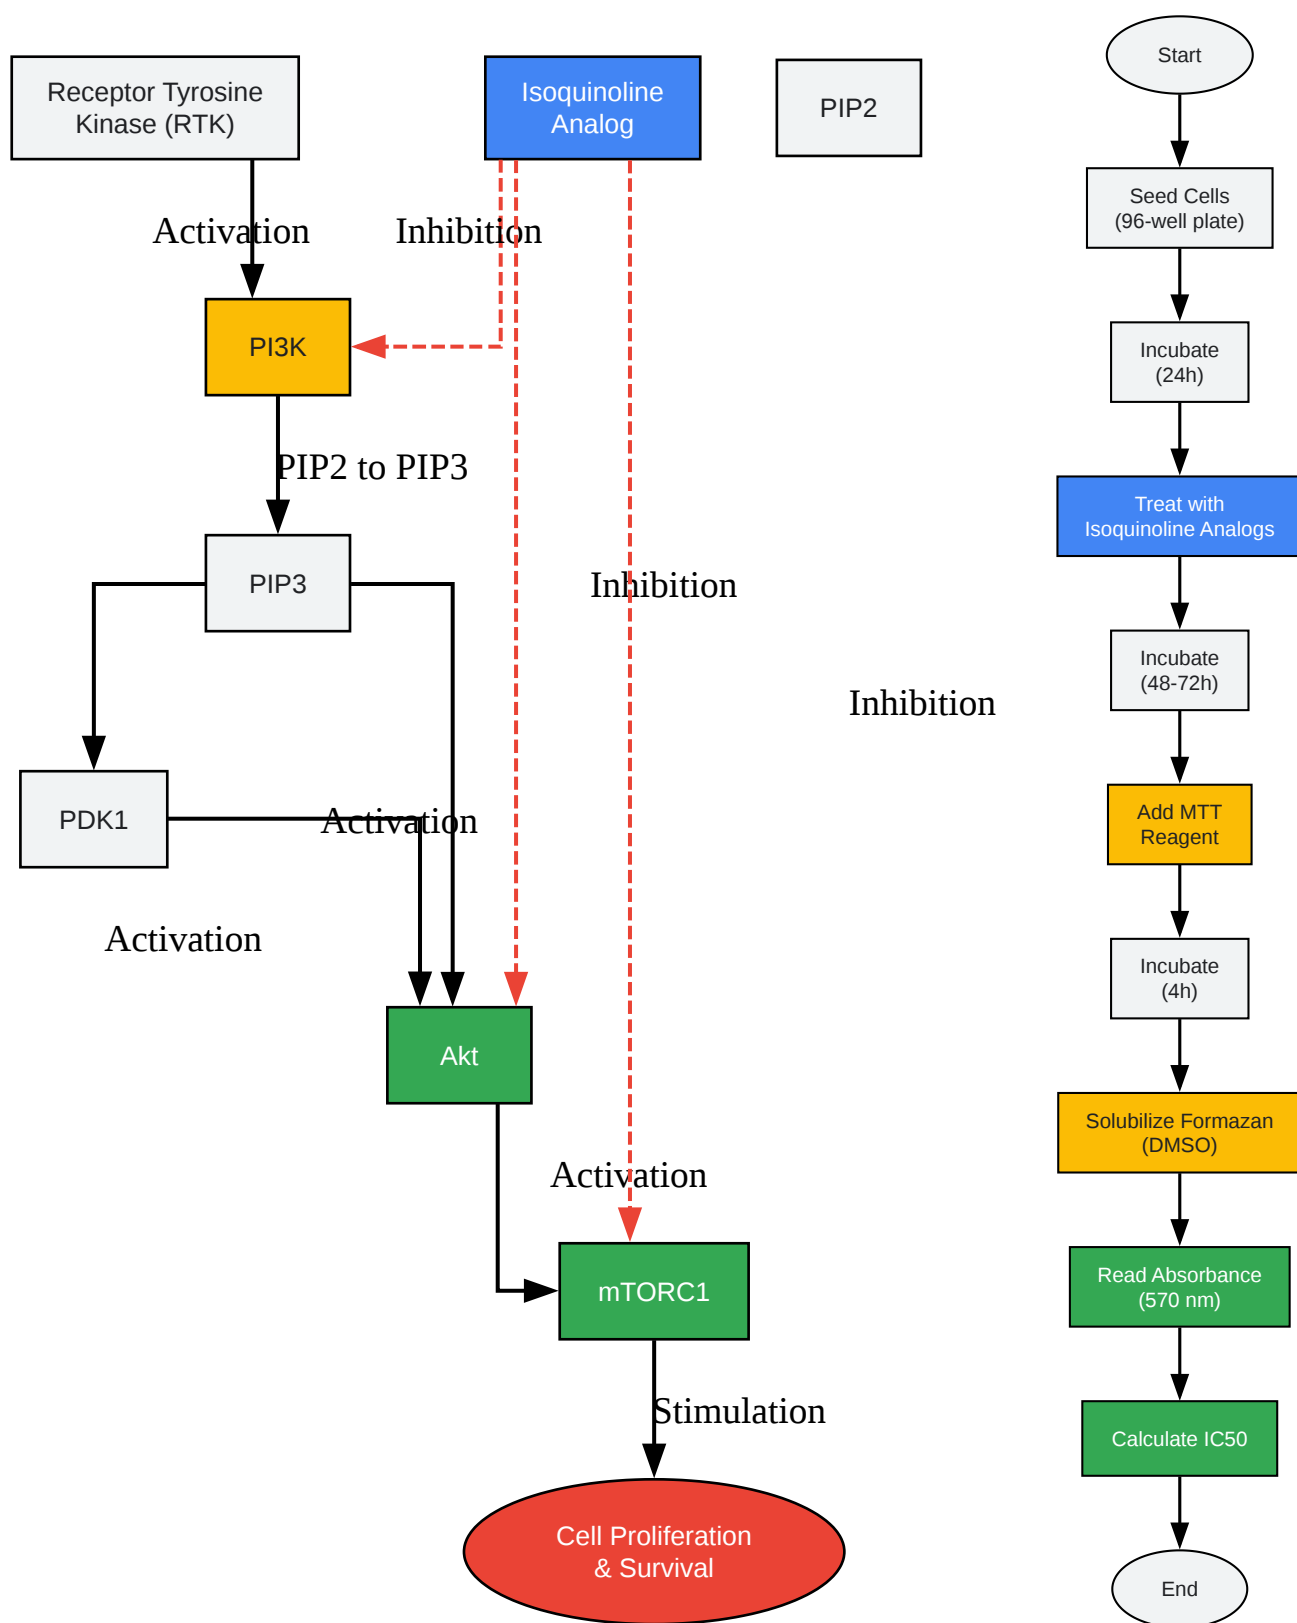 Receptor Tyrosine
Kinase (RTK)
Isoquinoline
Analog
PIP2
Activation
Inhibition
PI3K
PIP2 to PIP3
PIP3
Inhibition
Inhibition
PDK1
Activation
Activation
Akt
Activation
mTORC1
Stimulation
Cell Proliferation
& Survival
Start
Seed Cells
(96-well plate)
Incubate
(24h)
Treat with
Isoquinoline Analogs
Incubate
(48-72h)
Add MTT
Reagent
Incubate
(4h)
Solubilize Formazan
(DMSO)
Read Absorbance
(570 nm)
Calculate IC50
End